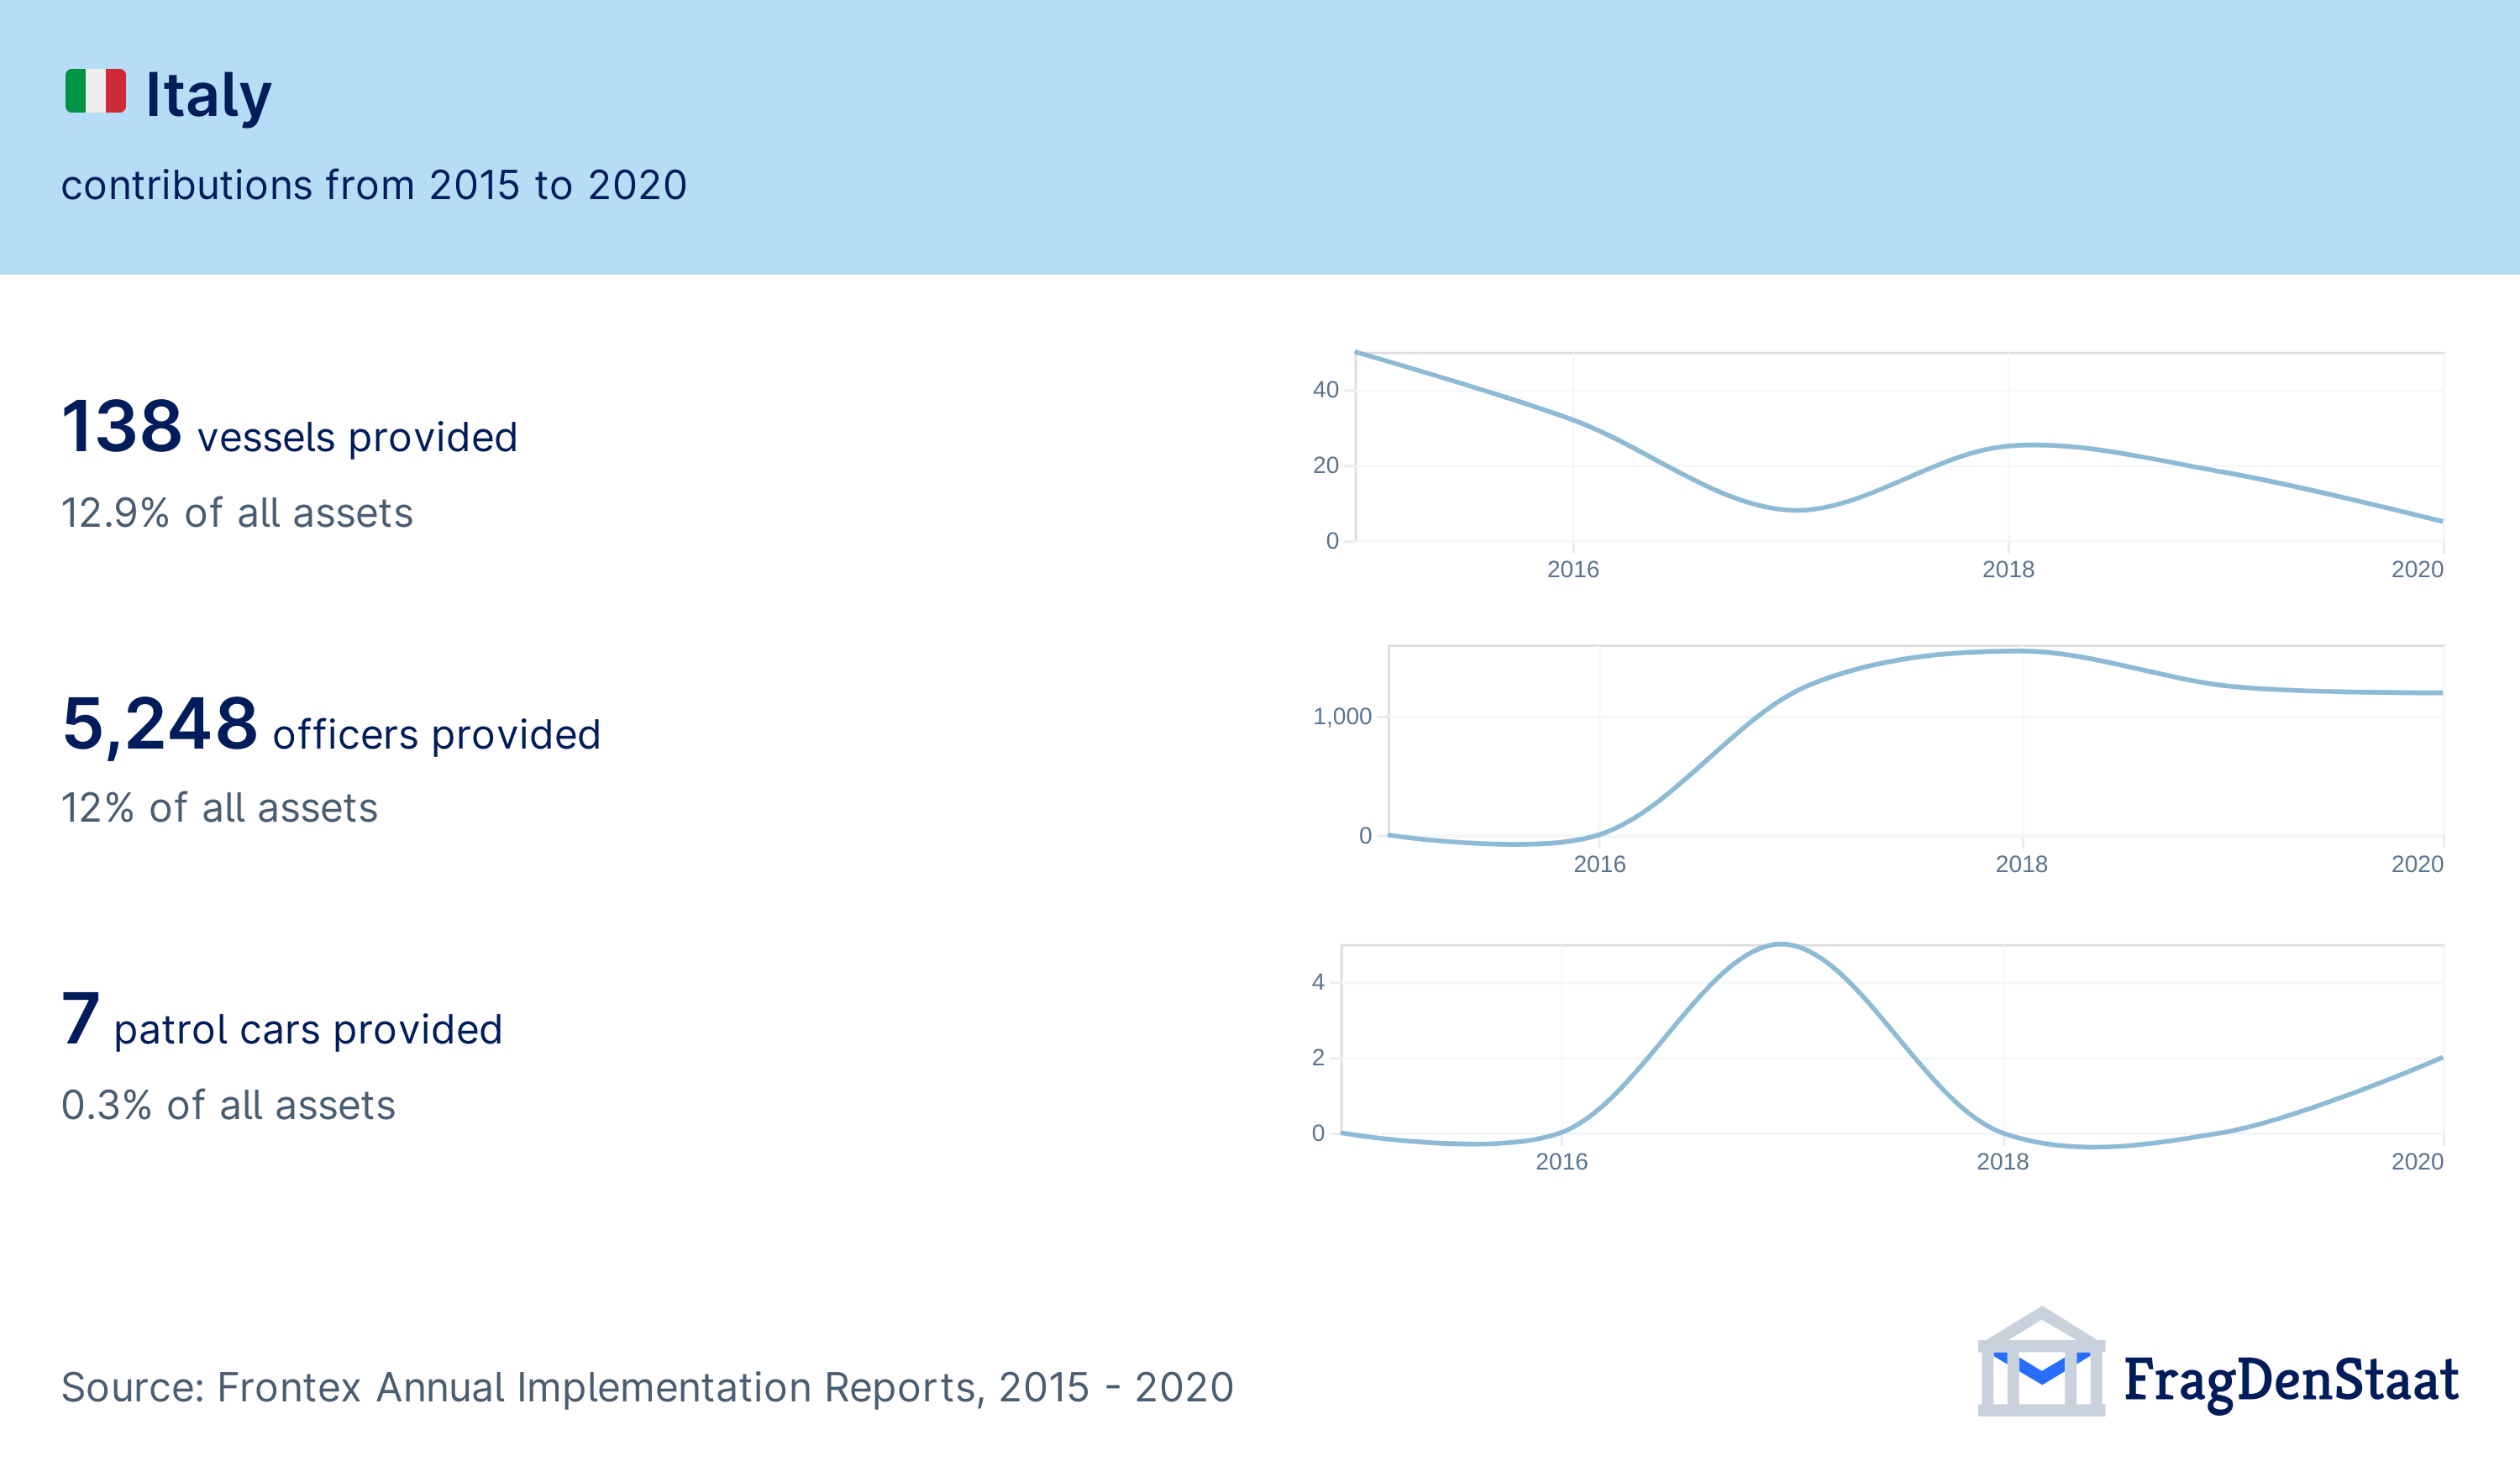 Italy
contributions from 2015 to 2020
138 vessels provided
12.9% of all assets
40
20
0
2016 2018 2020
5,248 officers provided
12% of all assets
1,000
0
2016 2018 2020
7 patrol cars provided
0.3% of all assets
4
2
0
2016 2018 2020
Source: Frontex Annual Implementation Reports, 2015 - 2020
FragDenStaat